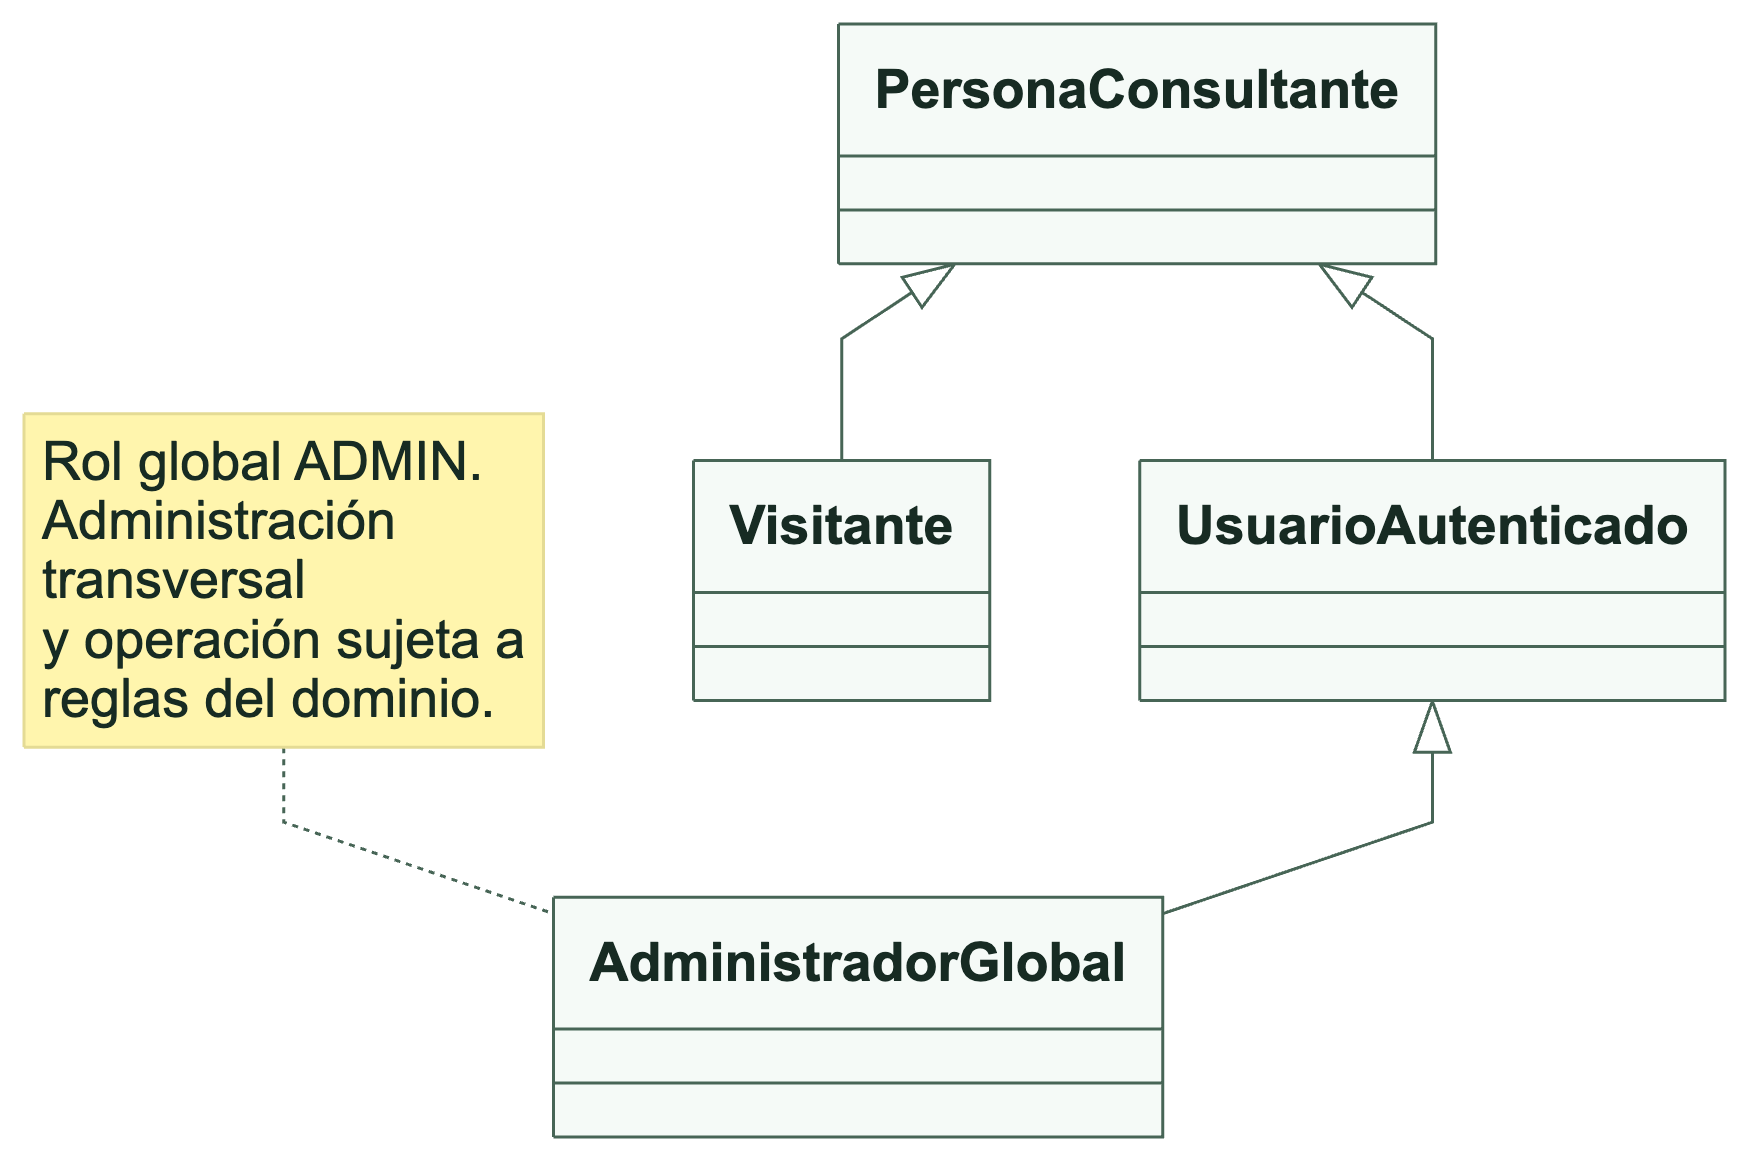 PersonaConsultante
Rol global ADMIN.
Administración
transversal
y operación sujeta a
reglas del dominio.
Visitante
UsuarioAutenticado
AdministradorGlobal